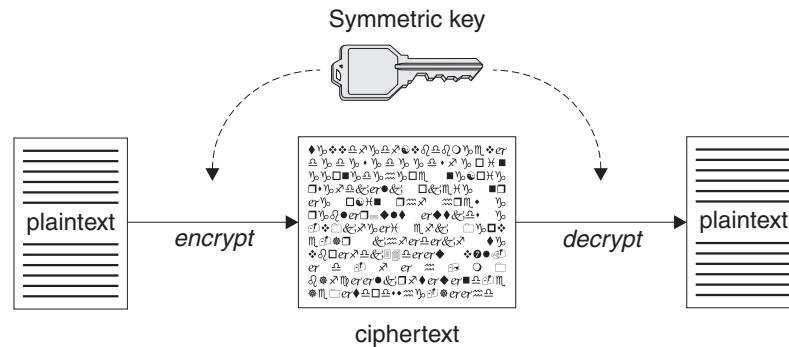 Symmetric key
plaintext
encrypt
ciphertext
decrypt
plaintext